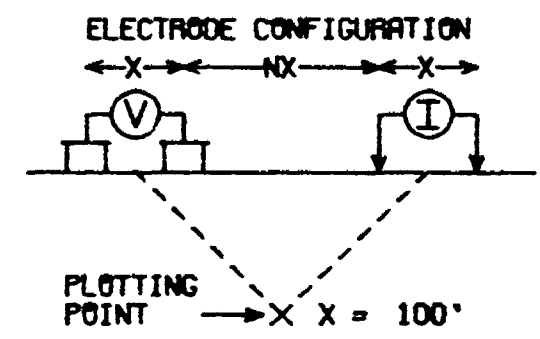 ELECTRODE CONFIGURATION
X NX X
V I
PLOTTING
POINT X X = 100'